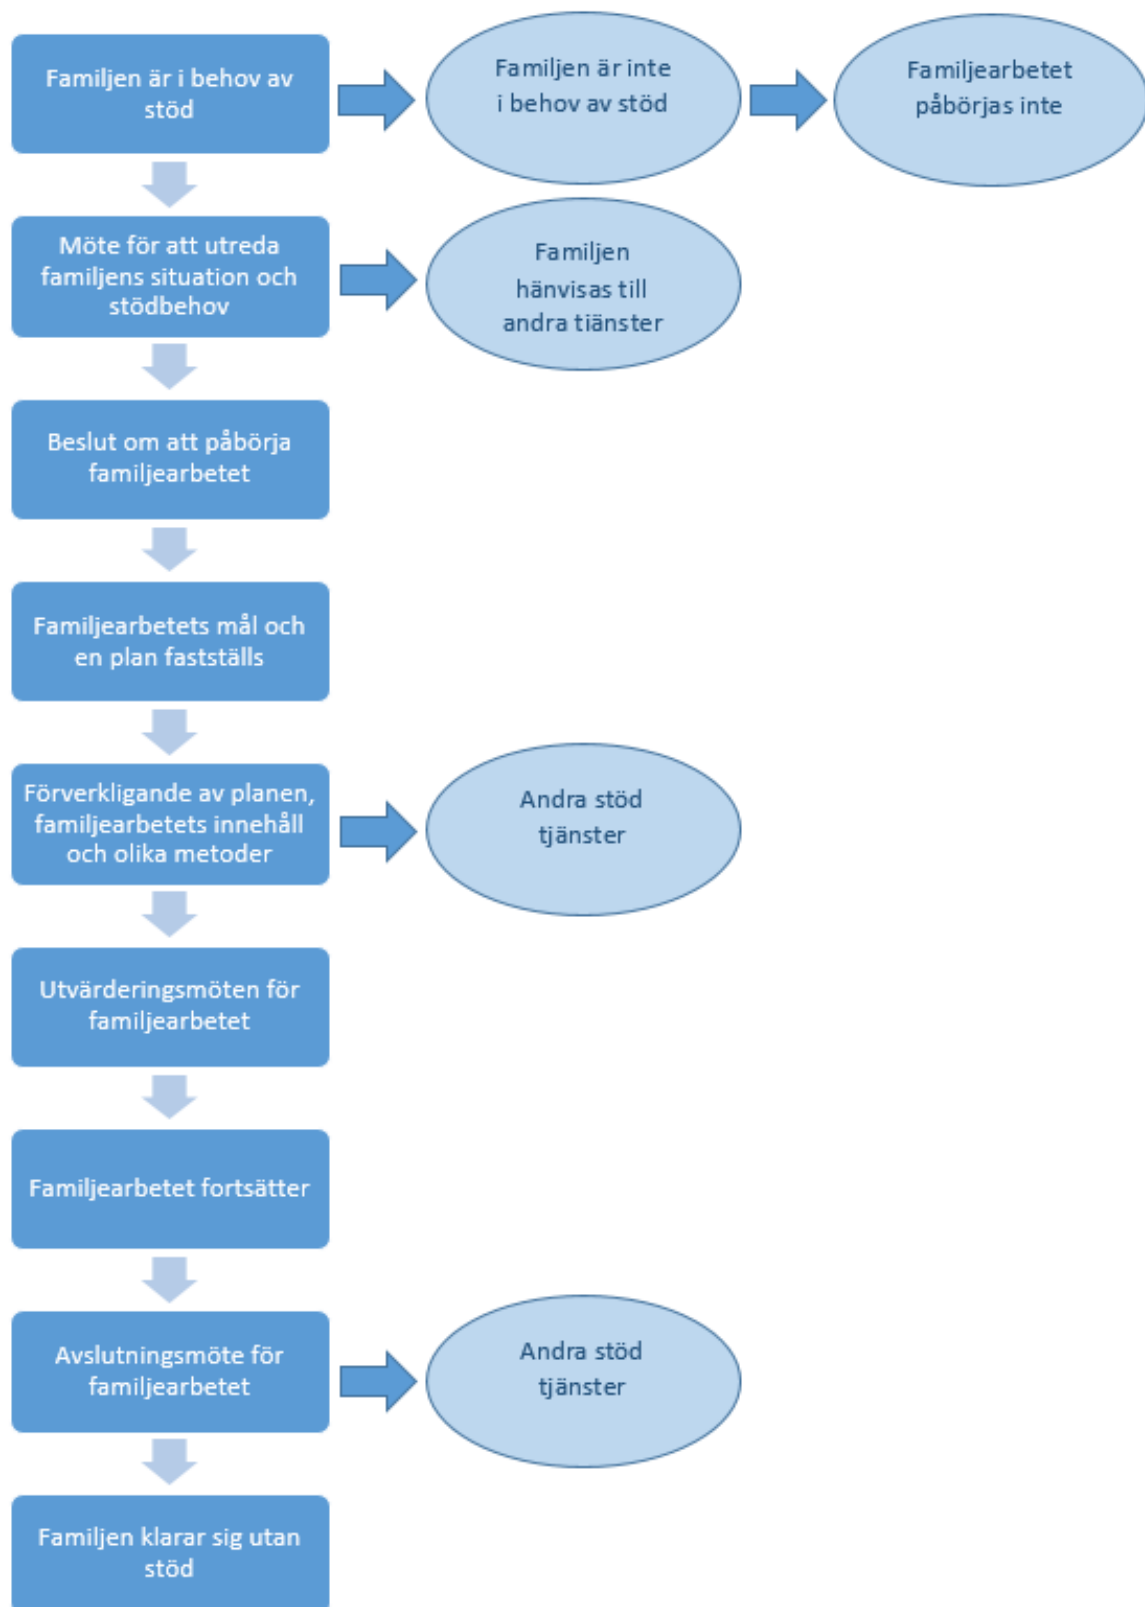 Familjen är i behov av
stöd
Familjen är inte
i behov av stöd
Familjearbetet
påbörjas inte
Möte för att utreda
familjens situation och
stödbehov
Familjen
hänvisas till
andra tiänster
Beslut om att påbörja
familjearbetet
Familjearbetets mål och
en plan fastställs
Förverkligande av planen,
familjearbetets innehåll
och olika metoder
Andra stöd
tjänster
Utvärderingsmöten för
familjearbetet
Familjearbetet fortsätter
Avslutningsmöte för
familjearbetet
Andra stöd
tjänster
Familjen klarar sig utan
stöd